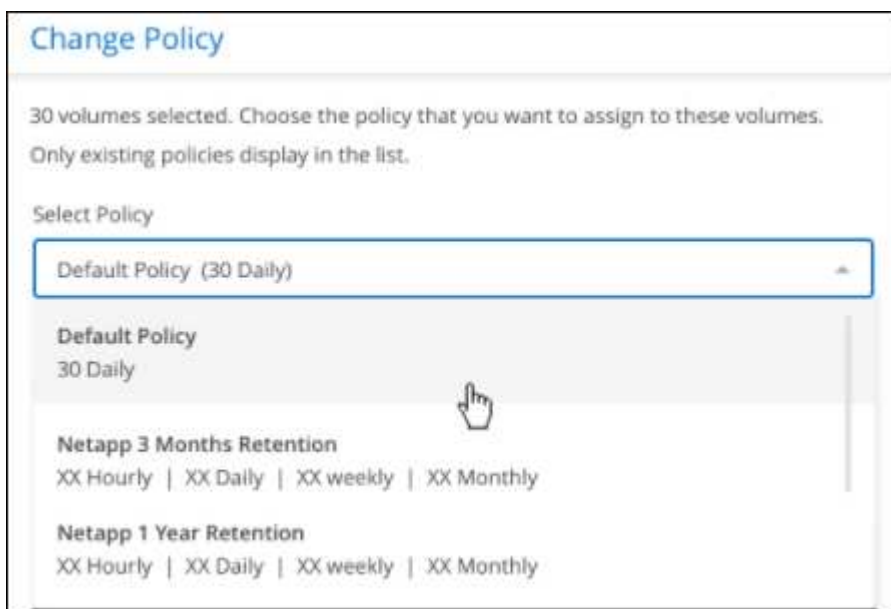 Change Policy
30 volumes selected. Choose the policy that you want to assign to these volumes.
Only existing policies display in the list.
Select Policy
Default Policy (30 Daily)
Default Policy
30 Daily
Netapp 3 Months Retention
XX Hourly | XX Daily | XX weekly | XX Monthly
Netapp 1 Year Retention
XX Hourly | XX Daily | XX weekly | XX Monthly